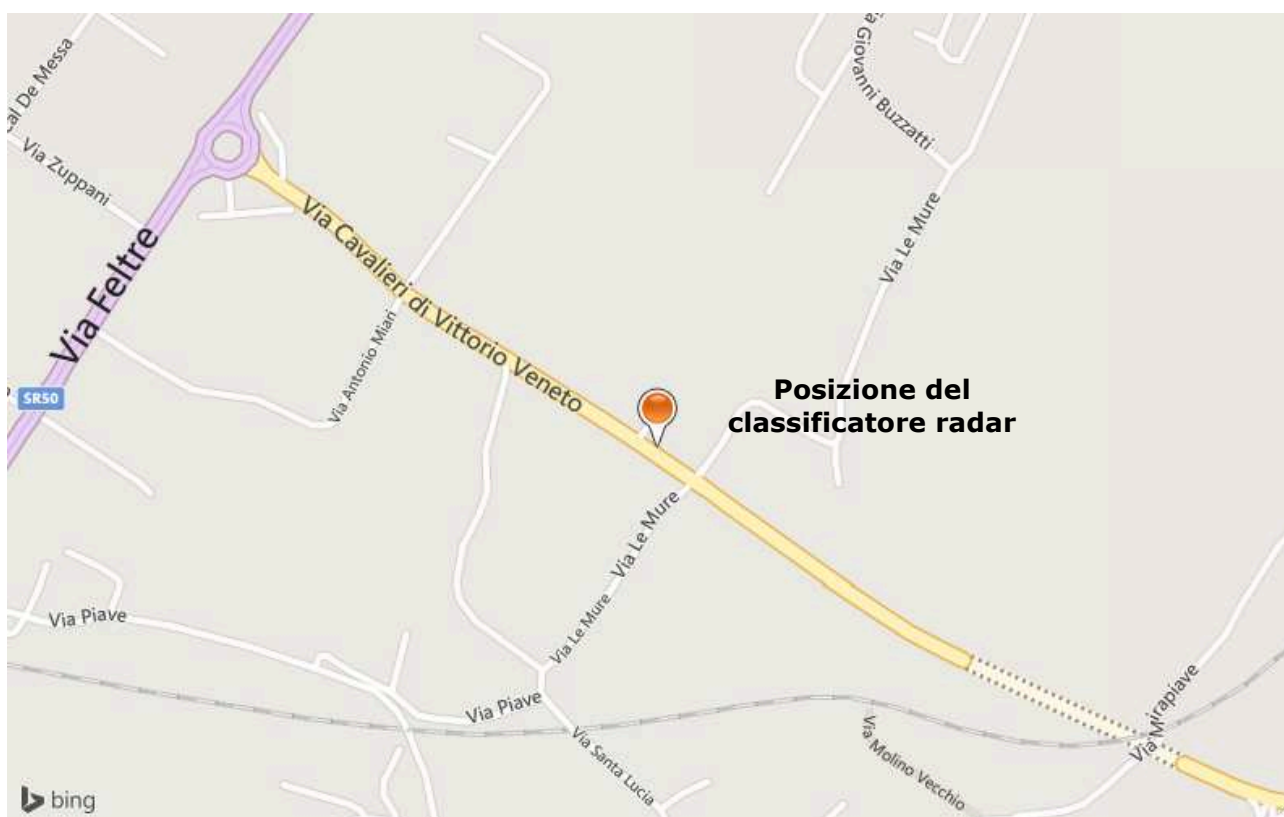 al De Messa
Via Zuppani
Via Feltre
SR50
Via Cavalieri di Vittorio Veneto
Via Antonio Miari
ia Giovanni Buzzatti
Via Le Mure
Posizione del
classificatore radar
Via Le Mure
Via Le Mure
Via Piave
Via Piave
Via Santa Lucia
Via Molino Vecchio
Via Mirapiave
bing